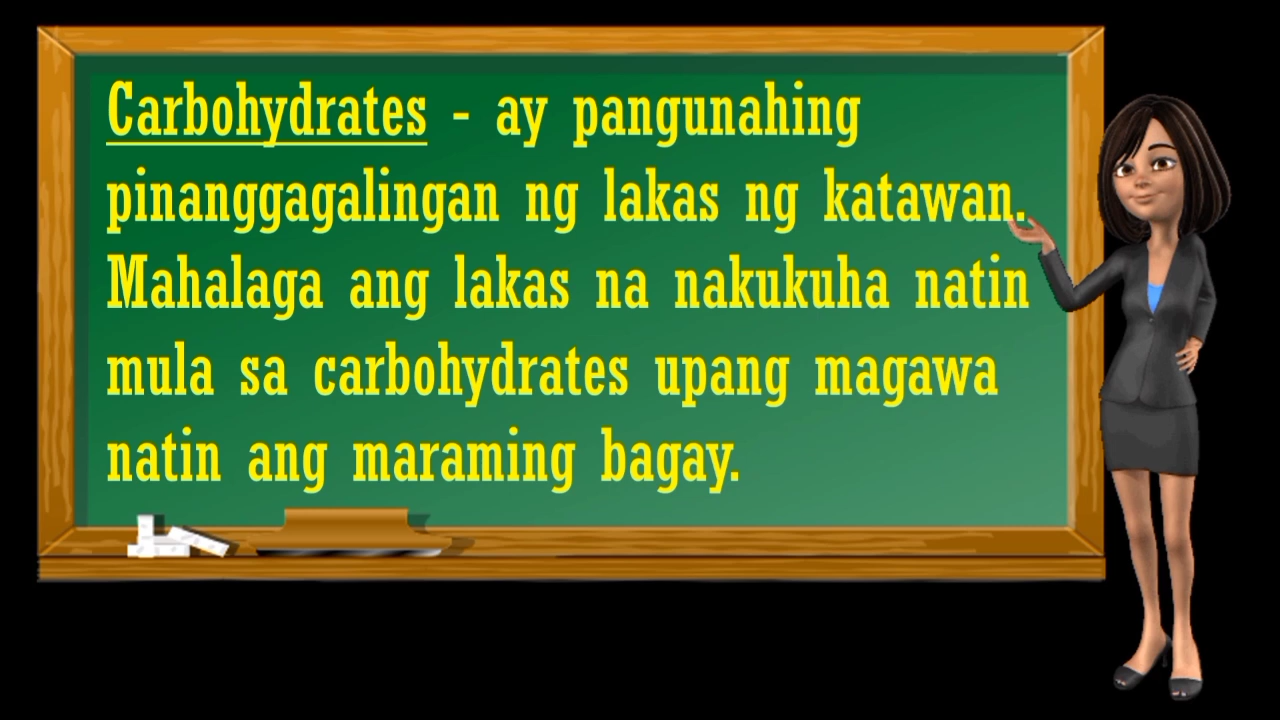 Carbohydrates - ay pangunahing
pinanggagalingan ng lakas ng katawan.
Mahalaga ang lakas na nakukuha natin
mula sa carbohydrates upang magawa
natin ang maraming bagay.